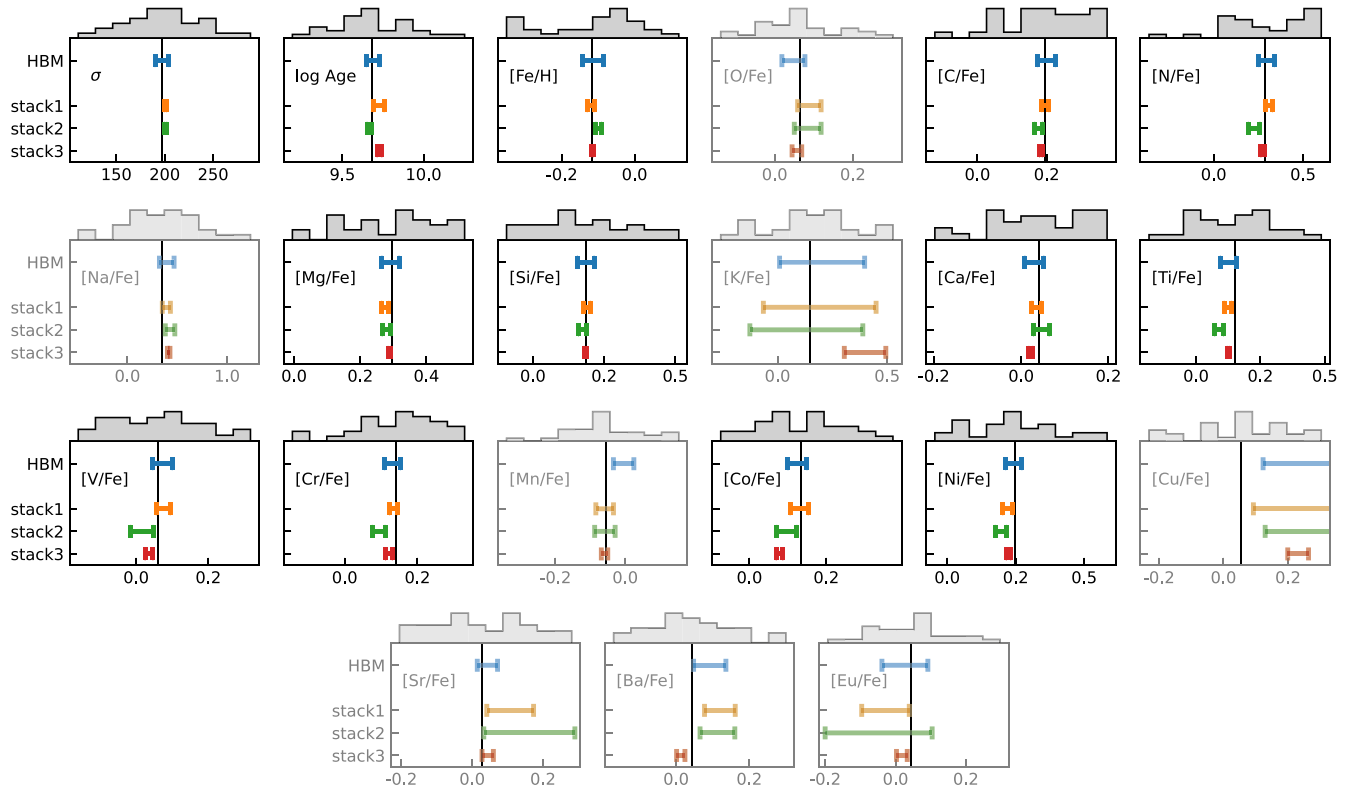 HBM
stack1
stack2
stack3
σ
150 200 250
log Age
9.5 10.0
[Fe/H]
-0.2 0.0
[O/Fe]
0.0 0.2
[C/Fe]
0.0 0.2
[N/Fe]
0.0 0.5
HBM
stack1
stack2
stack3
[Na/Fe]
0.0 1.0
[Mg/Fe]
0.0 0.2 0.4
[Si/Fe]
0.0 0.2 0.5
[K/Fe]
0.0 0.5
[Ca/Fe]
-0.2 0.0 0.2
[Ti/Fe]
0.0 0.2 0.5
HBM
stack1
stack2
stack3
[V/Fe]
0.0 0.2
[Cr/Fe]
0.0 0.2
[Mn/Fe]
-0.2 0.0
[Co/Fe]
0.0 0.2
[Ni/Fe]
0.0 0.2 0.5
[Cu/Fe]
-0.2 0.0 0.2
HBM
stack1
stack2
stack3
[Sr/Fe]
-0.2 0.0 0.2
[Ba/Fe]
0.0 0.2
[Eu/Fe]
-0.2 0.0 0.2